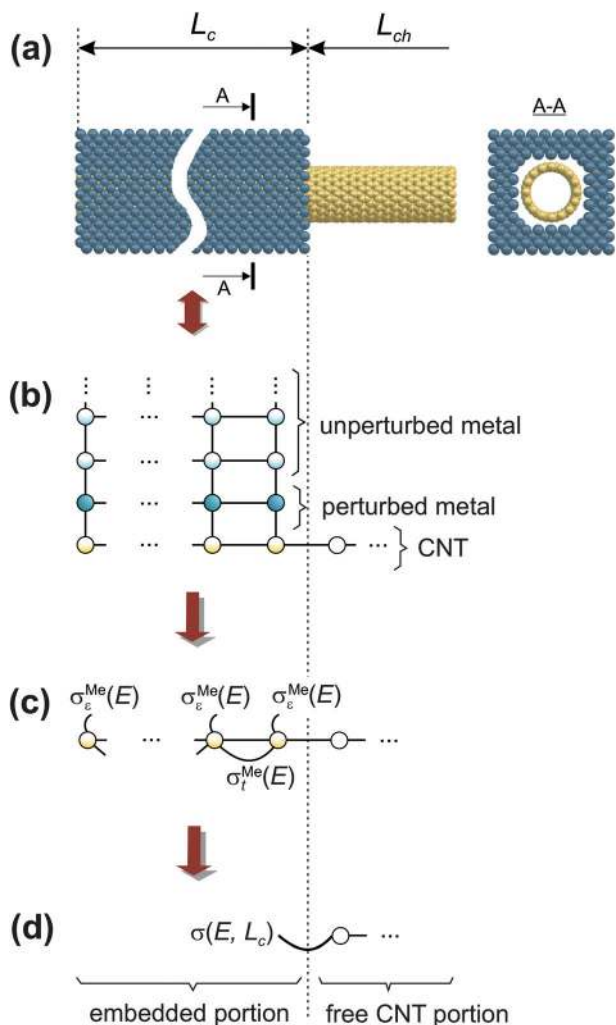 (a)
L_c
L_ch
A
A-A
A
(b)
⋮ ... ⋮ ⋮
...
unperturbed metal
...
...
perturbed metal
... ...
CNT
(c)
σ_ε^Me(E) σ_ε^Me(E) σ_ε^Me(E)
... ...
σ_t^Me(E)
(d)
σ(E, L_c) ...
embedded portion
free CNT portion